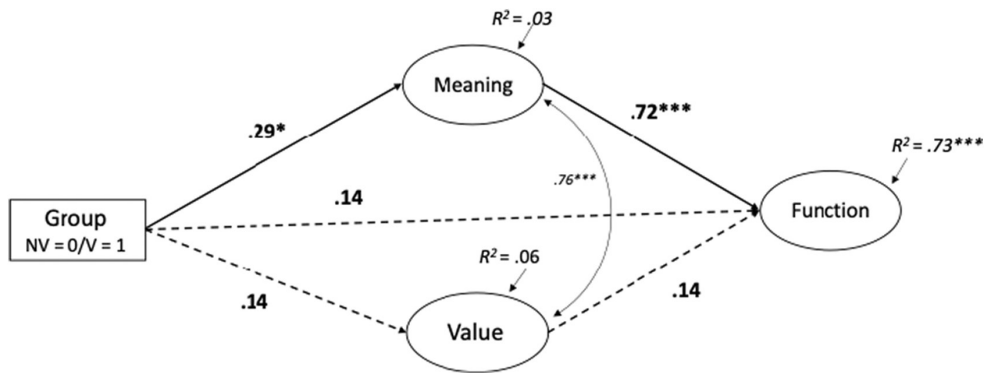 R² = .03
Meaning
.29*
.72***
R² = .73***
.76***
.14
Group
NV = 0/V = 1
Function
R² = .06
.14
.14
Value